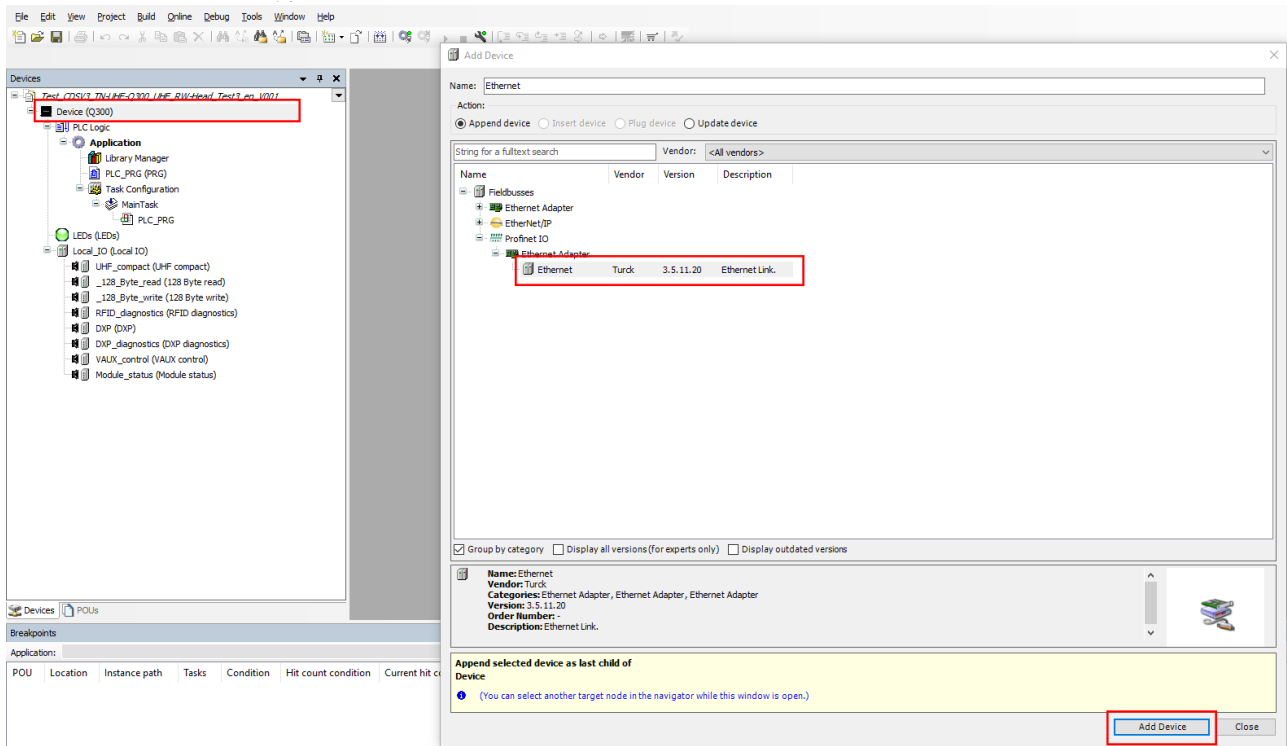 File Edit View Project Build Online Debug Tools Window Help
Devices
Test_CDSV3_TN-UHF-Q300_UHF_RW-Head_Test3_en_V001
Device (Q300)
PLC Logic
Application
Library Manager
PLC_PRG (PRG)
Task Configuration
MainTask
PLC_PRG
LEDs (LEDs)
Local_IO (Local IO)
UHF_compact (UHF compact)
_128_Byte_read (128 Byte read)
_128_Byte_write (128 Byte write)
RFID_diagnostics (RFID diagnostics)
DXP (DXP)
DXP_diagnostics (DXP diagnostics)
VAUX_control (VAUX control)
Module_status (Module status)
Devices POUs
Breakpoints
Application:
POU Location Instance path Tasks Condition Hit count condition Current hit co
Add Device
Name: Ethernet
Action:
Append device Insert device Plug device Update device
String for a fulltext search Vendor: <All vendors>
Name Vendor Version Description
Fieldbusses
Ethernet Adapter
EtherNet/IP
Profinet IO
Ethernet Adapter
Ethernet Turck 3.5.11.20 Ethernet Link.
Group by category Display all versions (for experts only) Display outdated versions
Name: Ethernet
Vendor: Turck
Categories: Ethernet Adapter, Ethernet Adapter, Ethernet Adapter
Version: 3.5.11.20
Order Number: -
Description: Ethernet Link.
Append selected device as last child of
Device
(You can select another target node in the navigator while this window is open.)
Add Device Close